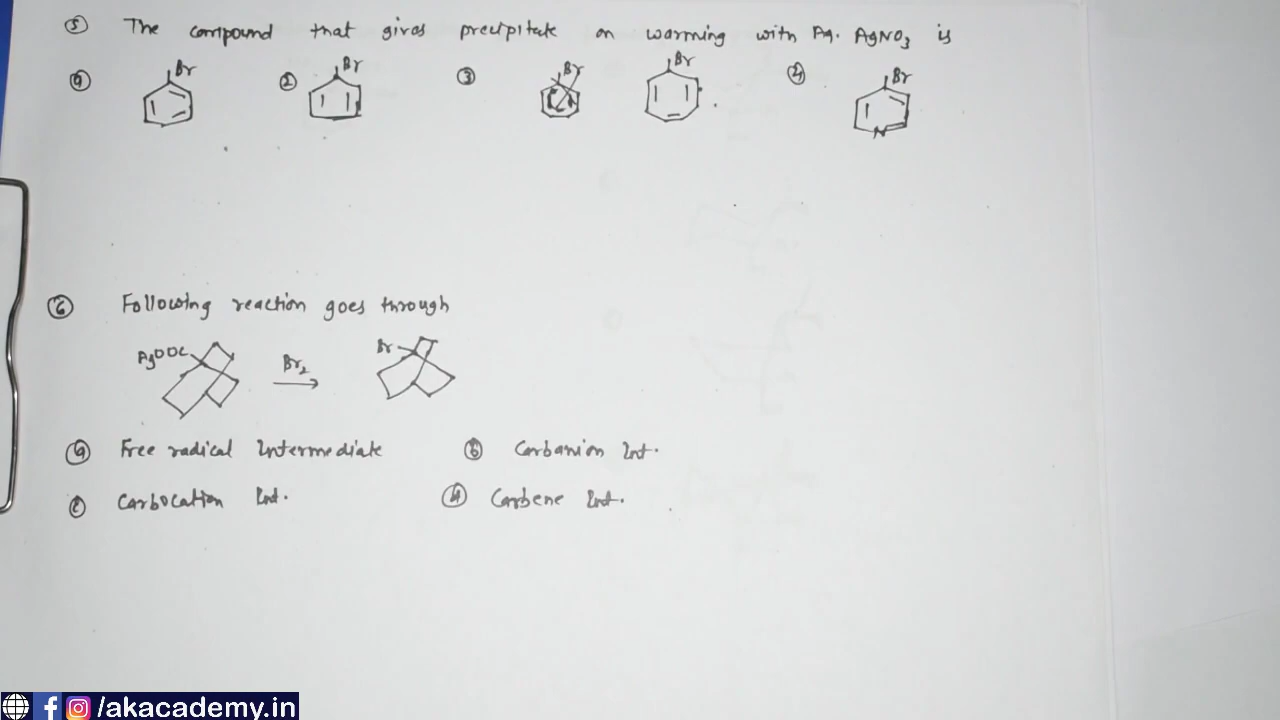 ⑤ The compound that gives precipitate on warming with Aq. AgNO3 is
① Br ② Br ③ Br Br ④ Br
N
⑥ Following reaction goes through
AgOOC Br2 Br
ⓐ Free radical Intermediate ⓑ Carbanion Int.
ⓒ Carbocation Int. ⓓ Carbene Int.
/akacademy.in